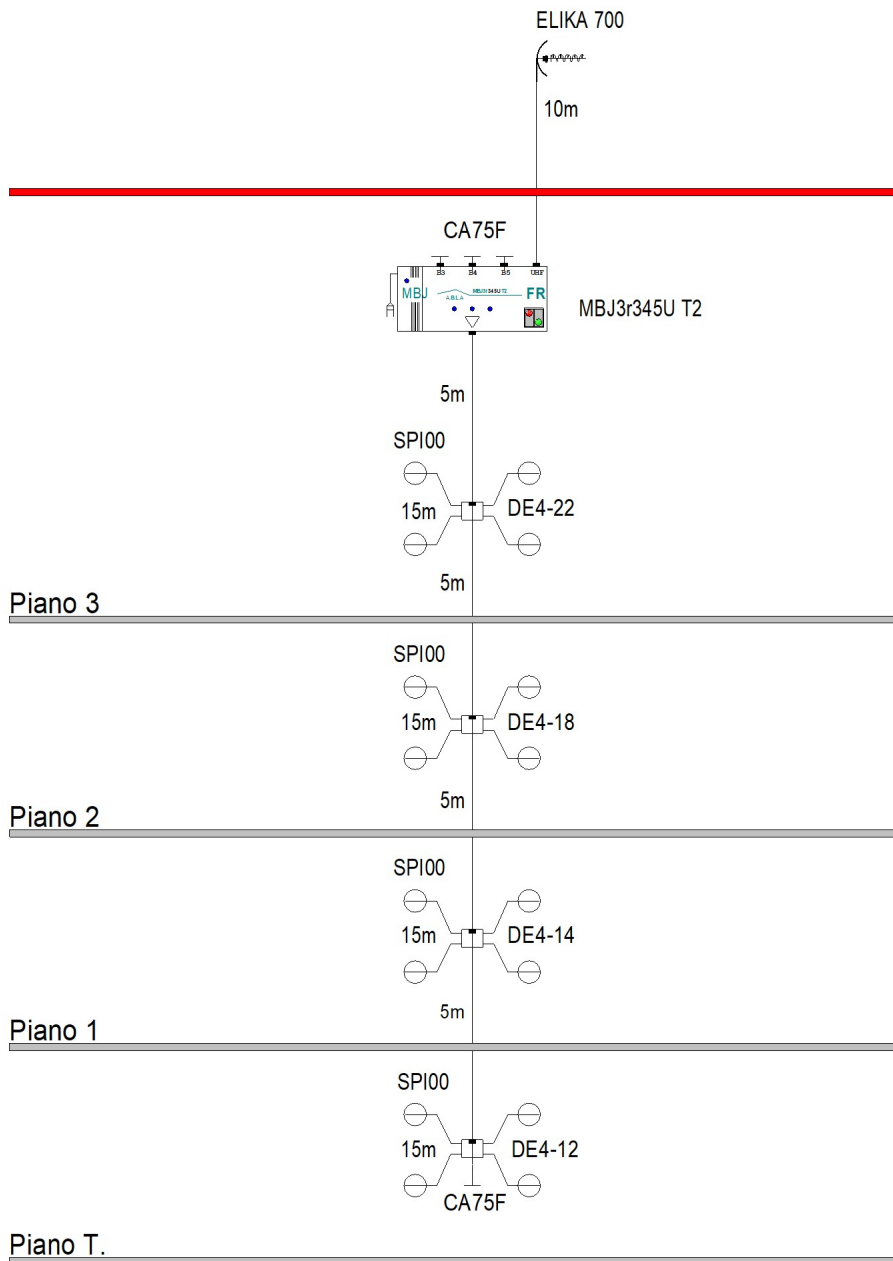 ELIKA 700
10m
CA75F
B3 B4 B5 UHF
MBJ A.B.L.A MBJ3r345U T2 FR
MBJ3r345U T2
5m
SPI00
15m DE4-22
5m
Piano 3
SPI00
15m DE4-18
5m
Piano 2
SPI00
15m DE4-14
5m
Piano 1
SPI00
15m DE4-12
CA75F
Piano T.